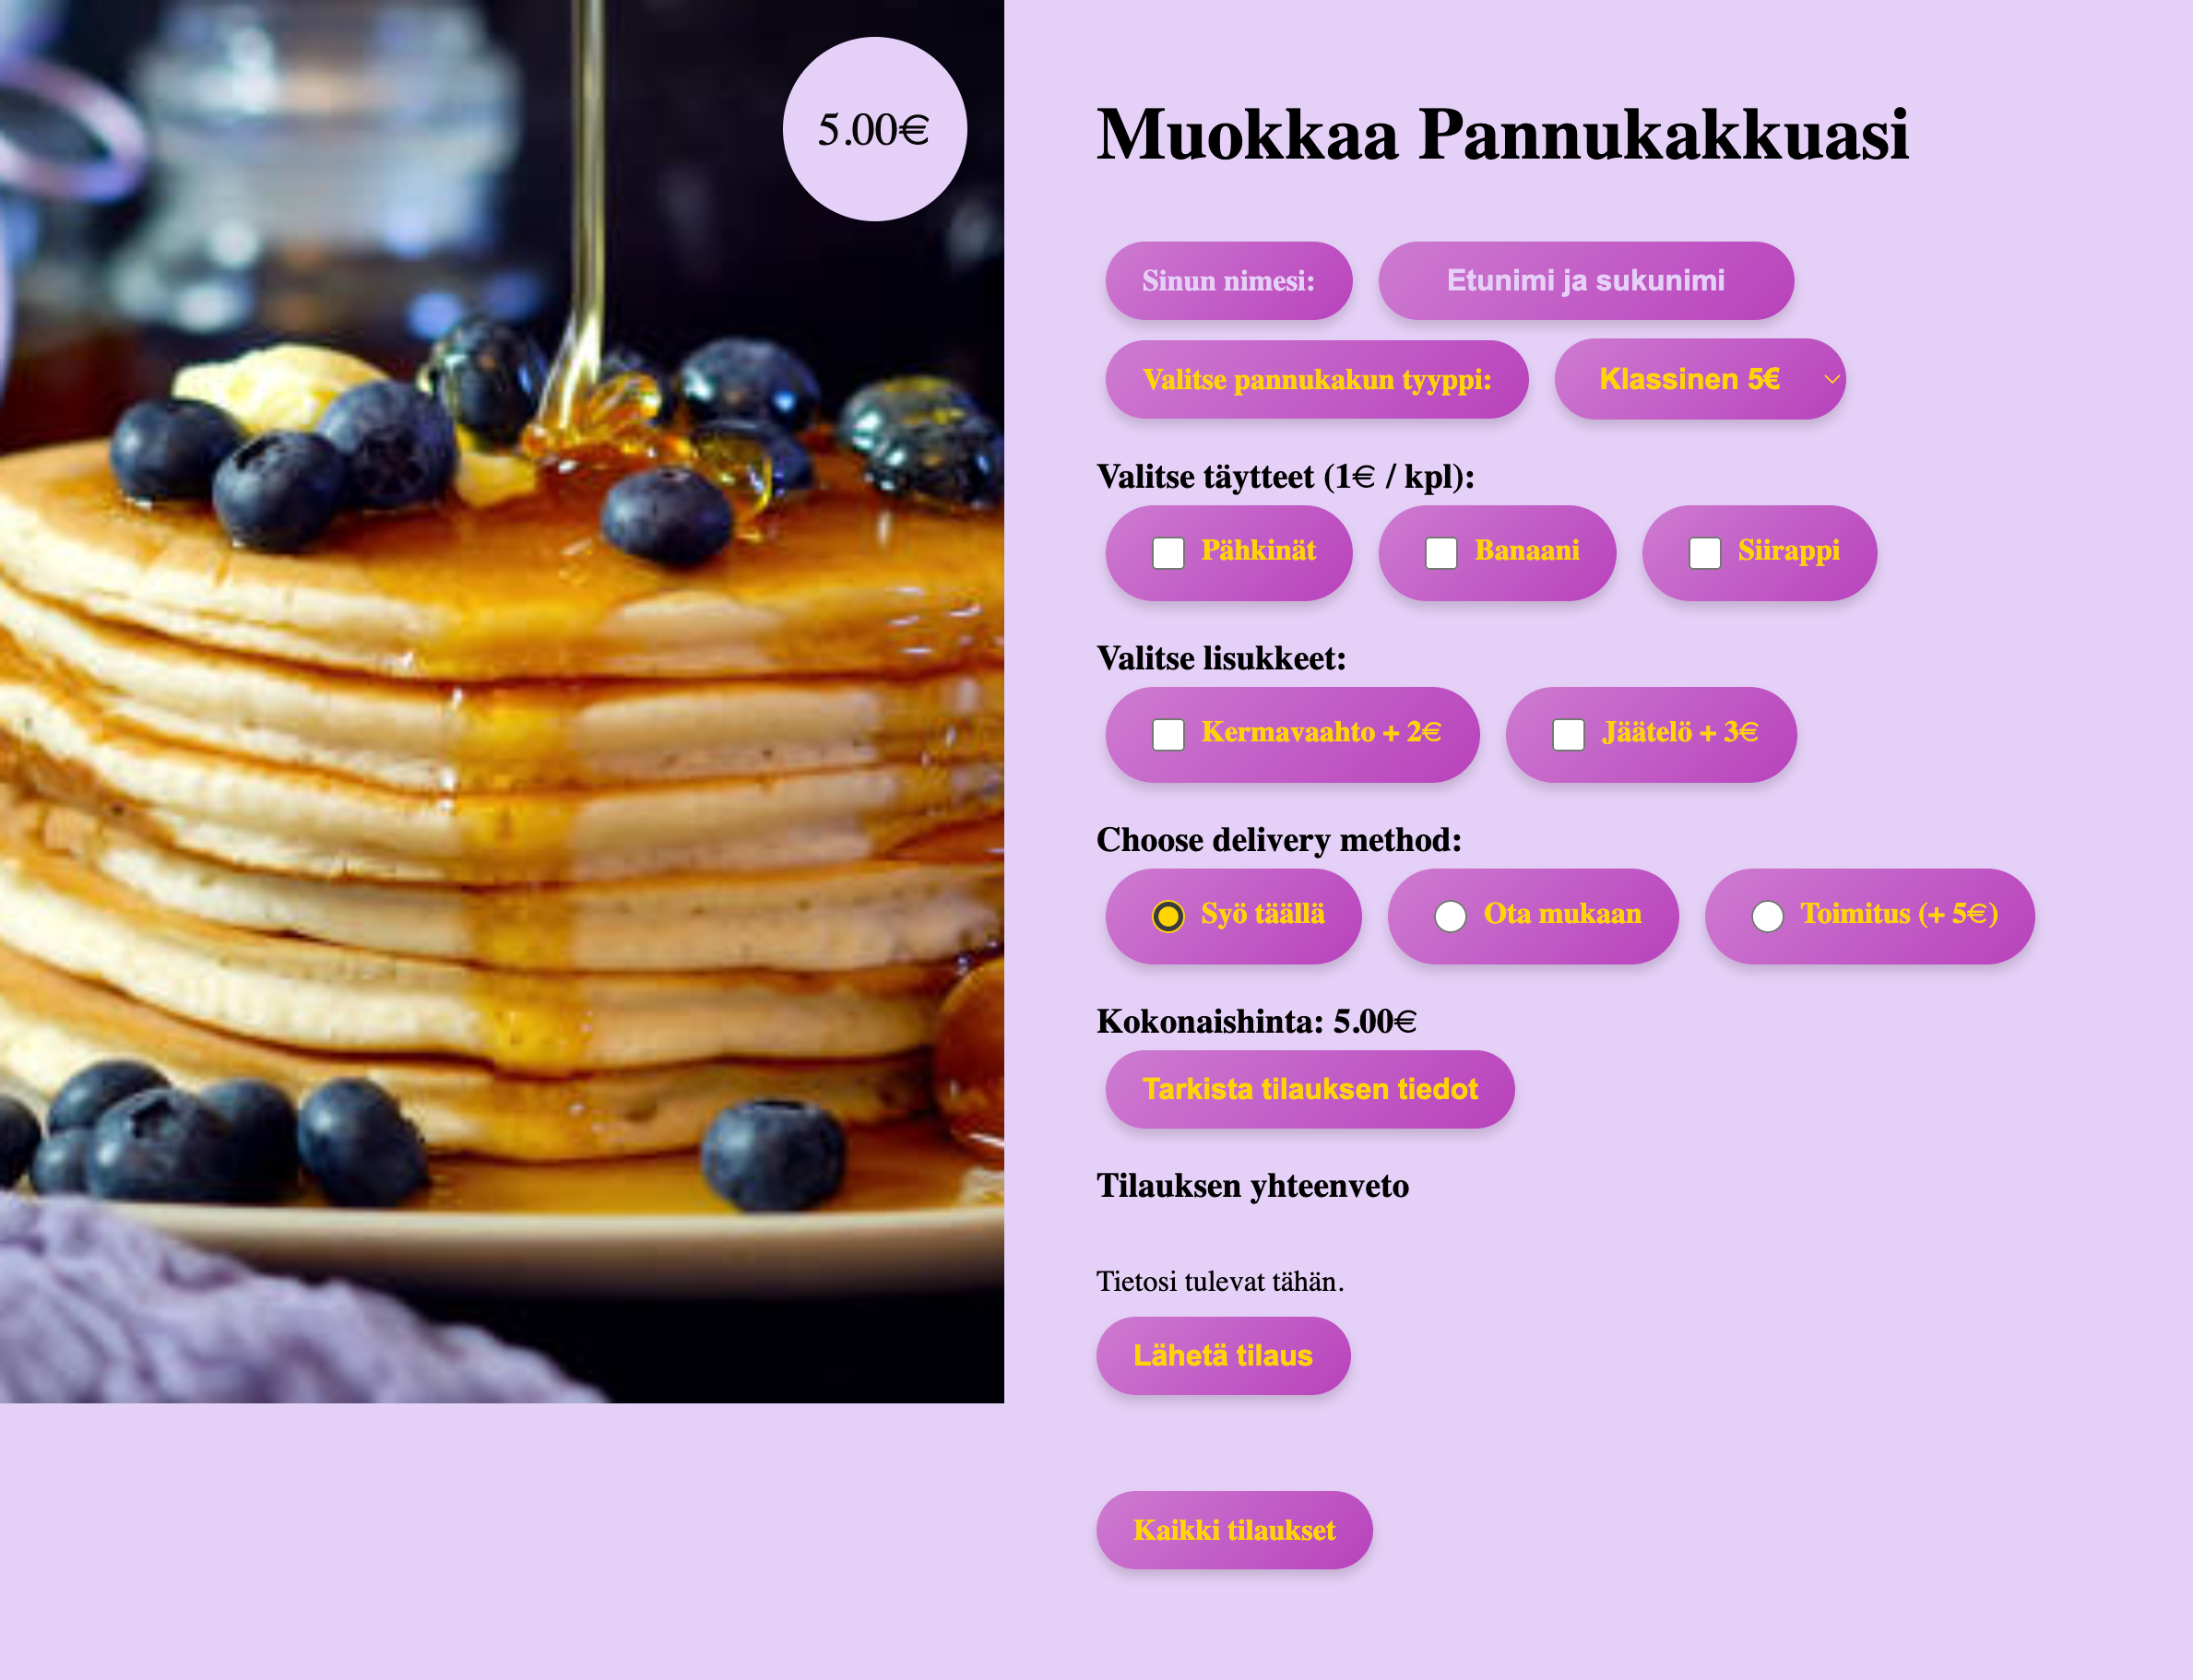 5.00€
Muokkaa Pannukakkuasi
Sinun nimesi: Etunimi ja sukunimi
Valitse pannukakun tyyppi: Klassinen 5€
Valitse täytteet (1€ / kpl):
Pähkinät Banaani Siirappi
Valitse lisukkeet:
Kermavaahto + 2€ Jäätelö + 3€
Choose delivery method:
Syö täällä Ota mukaan Toimitus (+ 5€)
Kokonaishinta: 5.00€
Tarkista tilauksen tiedot
Tilauksen yhteenveto
Tietosi tulevat tähän.
Lähetä tilaus
Kaikki tilaukset